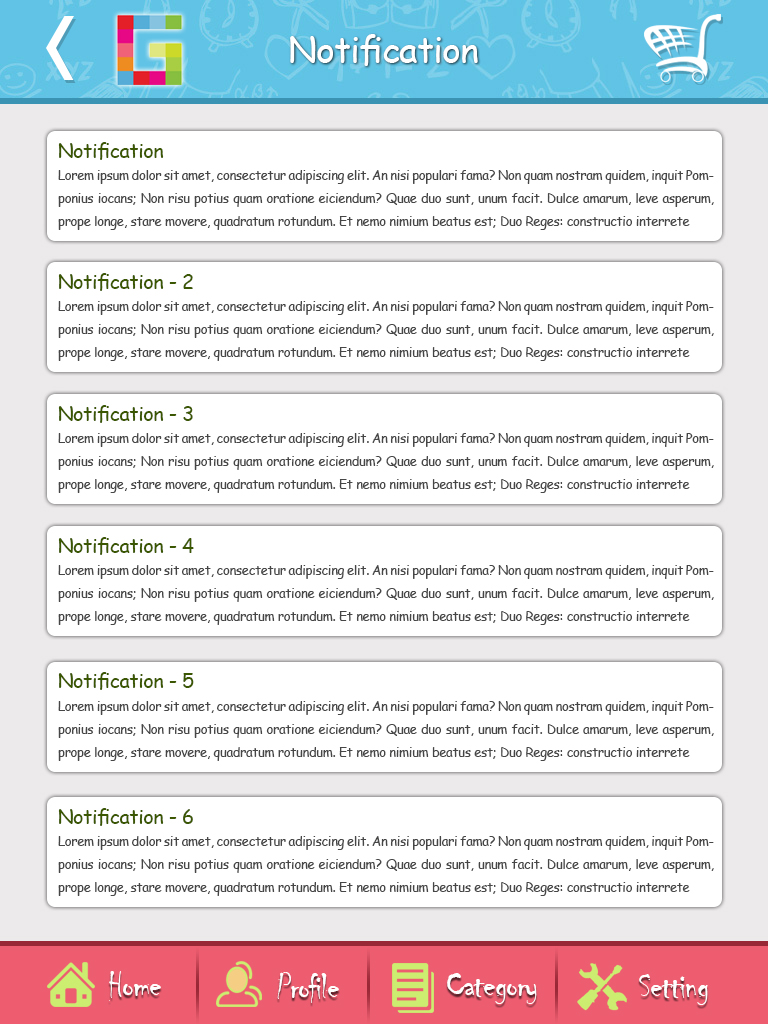 Notification
Notification
Lorem ipsum dolor sit amet, consectetur adipiscing elit. An nisi populari fama? Non quam nostram quidem, inquit Pom-
ponius iocans; Non risu potius quam oratione eiciendum? Quae duo sunt, unum facit. Dulce amarum, leve asperum,
prope longe, stare movere, quadratum rotundum. Et nemo nimium beatus est; Duo Reges: constructio interrete
Notification - 2
Lorem ipsum dolor sit amet, consectetur adipiscing elit. An nisi populari fama? Non quam nostram quidem, inquit Pom-
ponius iocans; Non risu potius quam oratione eiciendum? Quae duo sunt, unum facit. Dulce amarum, leve asperum,
prope longe, stare movere, quadratum rotundum. Et nemo nimium beatus est; Duo Reges: constructio interrete
Notification - 3
Lorem ipsum dolor sit amet, consectetur adipiscing elit. An nisi populari fama? Non quam nostram quidem, inquit Pom-
ponius iocans; Non risu potius quam oratione eiciendum? Quae duo sunt, unum facit. Dulce amarum, leve asperum,
prope longe, stare movere, quadratum rotundum. Et nemo nimium beatus est; Duo Reges: constructio interrete
Notification - 4
Lorem ipsum dolor sit amet, consectetur adipiscing elit. An nisi populari fama? Non quam nostram quidem, inquit Pom-
ponius iocans; Non risu potius quam oratione eiciendum? Quae duo sunt, unum facit. Dulce amarum, leve asperum,
prope longe, stare movere, quadratum rotundum. Et nemo nimium beatus est; Duo Reges: constructio interrete
Notification - 5
Lorem ipsum dolor sit amet, consectetur adipiscing elit. An nisi populari fama? Non quam nostram quidem, inquit Pom-
ponius iocans; Non risu potius quam oratione eiciendum? Quae duo sunt, unum facit. Dulce amarum, leve asperum,
prope longe, stare movere, quadratum rotundum. Et nemo nimium beatus est; Duo Reges: constructio interrete
Notification - 6
Lorem ipsum dolor sit amet, consectetur adipiscing elit. An nisi populari fama? Non quam nostram quidem, inquit Pom-
ponius iocans; Non risu potius quam oratione eiciendum? Quae duo sunt, unum facit. Dulce amarum, leve asperum,
prope longe, stare movere, quadratum rotundum. Et nemo nimium beatus est; Duo Reges: constructio interrete
Home Profile Category Setting